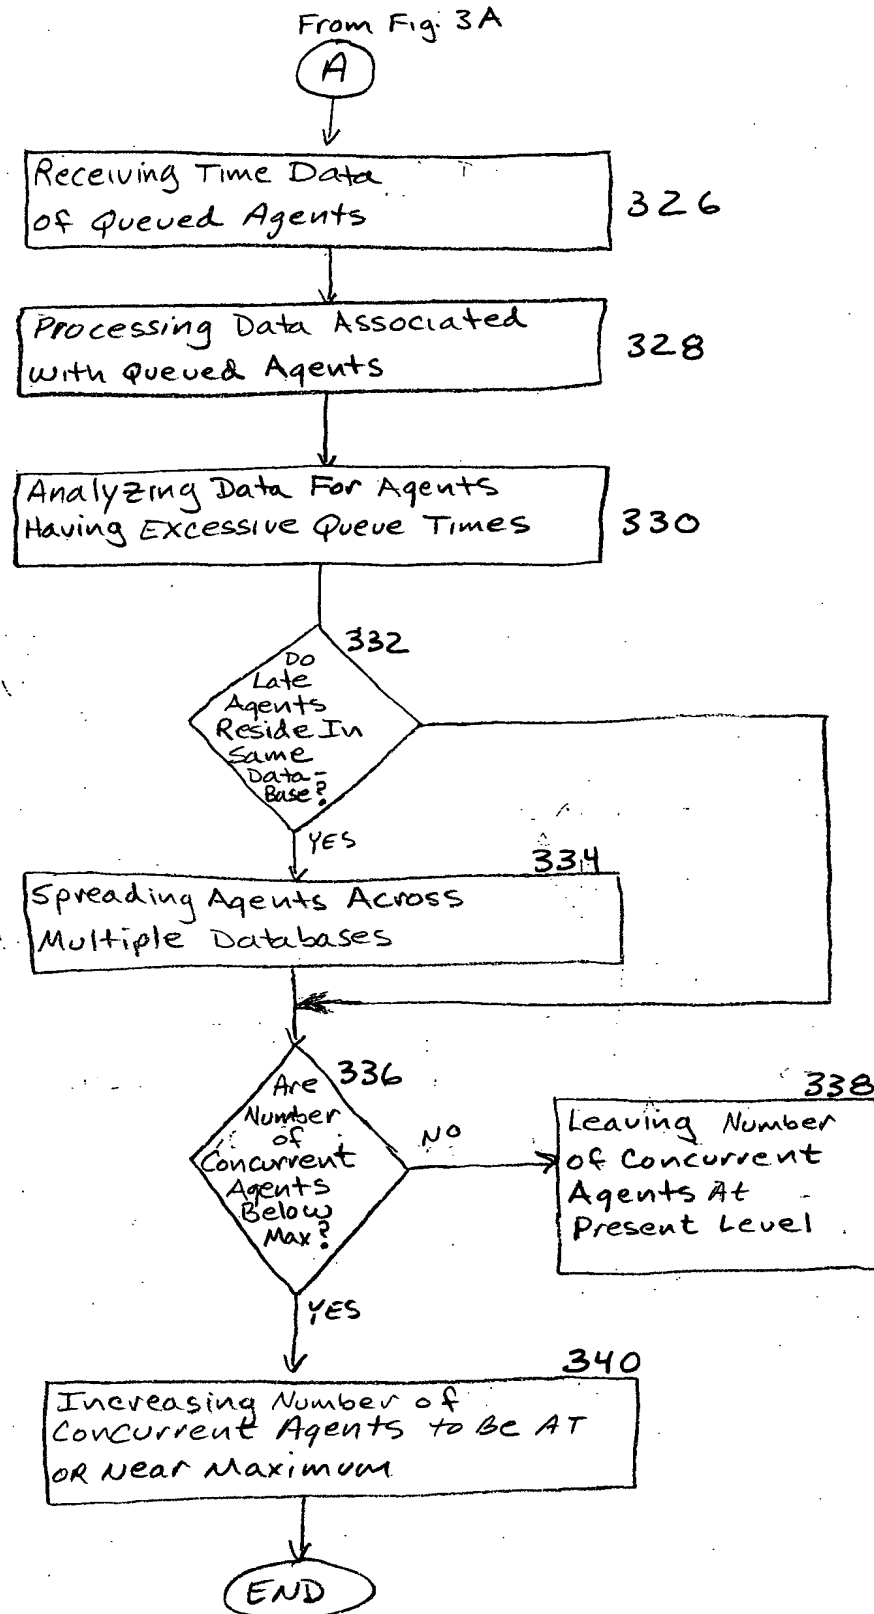 From Fig. 3A
A
Receiving Time Data
of Queued Agents
326
Processing Data Associated
with Queued Agents
328
Analyzing Data For Agents
Having Excessive Queue Times
330
332
Do
Late
Agents
Reside In
Same
Data-
Base?
YES
334
Spreading Agents Across
Multiple Databases
336
Are
Number
of
Concurrent
Agents
Below
Max?
NO
338
Leaving Number
of Concurrent
Agents At
Present Level
YES
340
Increasing Number of
Concurrent Agents to Be AT
OR Near Maximum
END